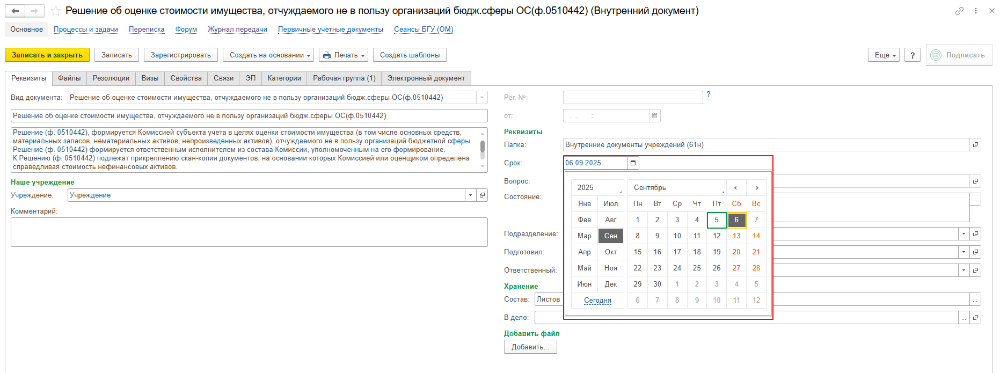 Решение об оценке стоимости имущества, отчуждаемого не в пользу организаций бюдж.сферы ОС(ф.0510442) (Внутренний документ)
Основное Процессы и задачи Переписка Форум Журнал передачи Первичные учетные документы Сеансы БГУ (ОМ)
Записать и закрыть Записать Зарегистрировать Создать на основании Печать Создать шаблоны Еще ? Подписать
Реквизиты Файлы Резолюции Визы Свойства Связи ЭП Категории Рабочая группа (1) Электронный документ
Вид документа: Решение об оценке стоимости имущества, отчуждаемого не в пользу организаций бюдж.сферы ОС(ф.0510442)
Решение об оценке стоимости имущества, отчуждаемого не в пользу организаций бюдж.сферы ОС(ф.0510442)
Решение (ф. 0510442), формируется Комиссией субъекта учета в целях оценки стоимости имущества (в том числе основных средств,
материальных запасов, нематериальных активов, непроизведенных активов), отчуждаемого не в пользу организаций бюджетной сферы.
Решение (ф. 0510442) формируется ответственным исполнителем из состава Комиссии, уполномоченным на его формирование.
К Решению (ф. 0510442) подлежат прикреплению скан-копии документов, на основании которых Комиссией или оценщиком определена
справедливая стоимость нефинансовых активов.
Наше учреждение
Учреждение: Учреждение
Комментарий:
Рег. №: ?
от: . . :
Реквизиты
Папка: Внутренние документы учреждений (61н)
Срок: 06.09.2025
Вопрос:
Состояние: ...
Подразделение:
Подготовил:
Ответственный:
2025 Сентябрь ‹ ›
Янв Июл Пн Вт Ср Чт Пт Сб Вс
Фев Авг 1 2 3 4 5 6 7
Мар Сен 8 9 10 11 12 13 14
Апр Окт 15 16 17 18 19 20 21
Май Ноя 22 23 24 25 26 27 28
Июн Дек 29 30 1 2 3 4 5
Сегодня 6 7 8 9 10 11 12
Хранение
Состав: Листов ...
В дело: ...
Добавить файл
Добавить...